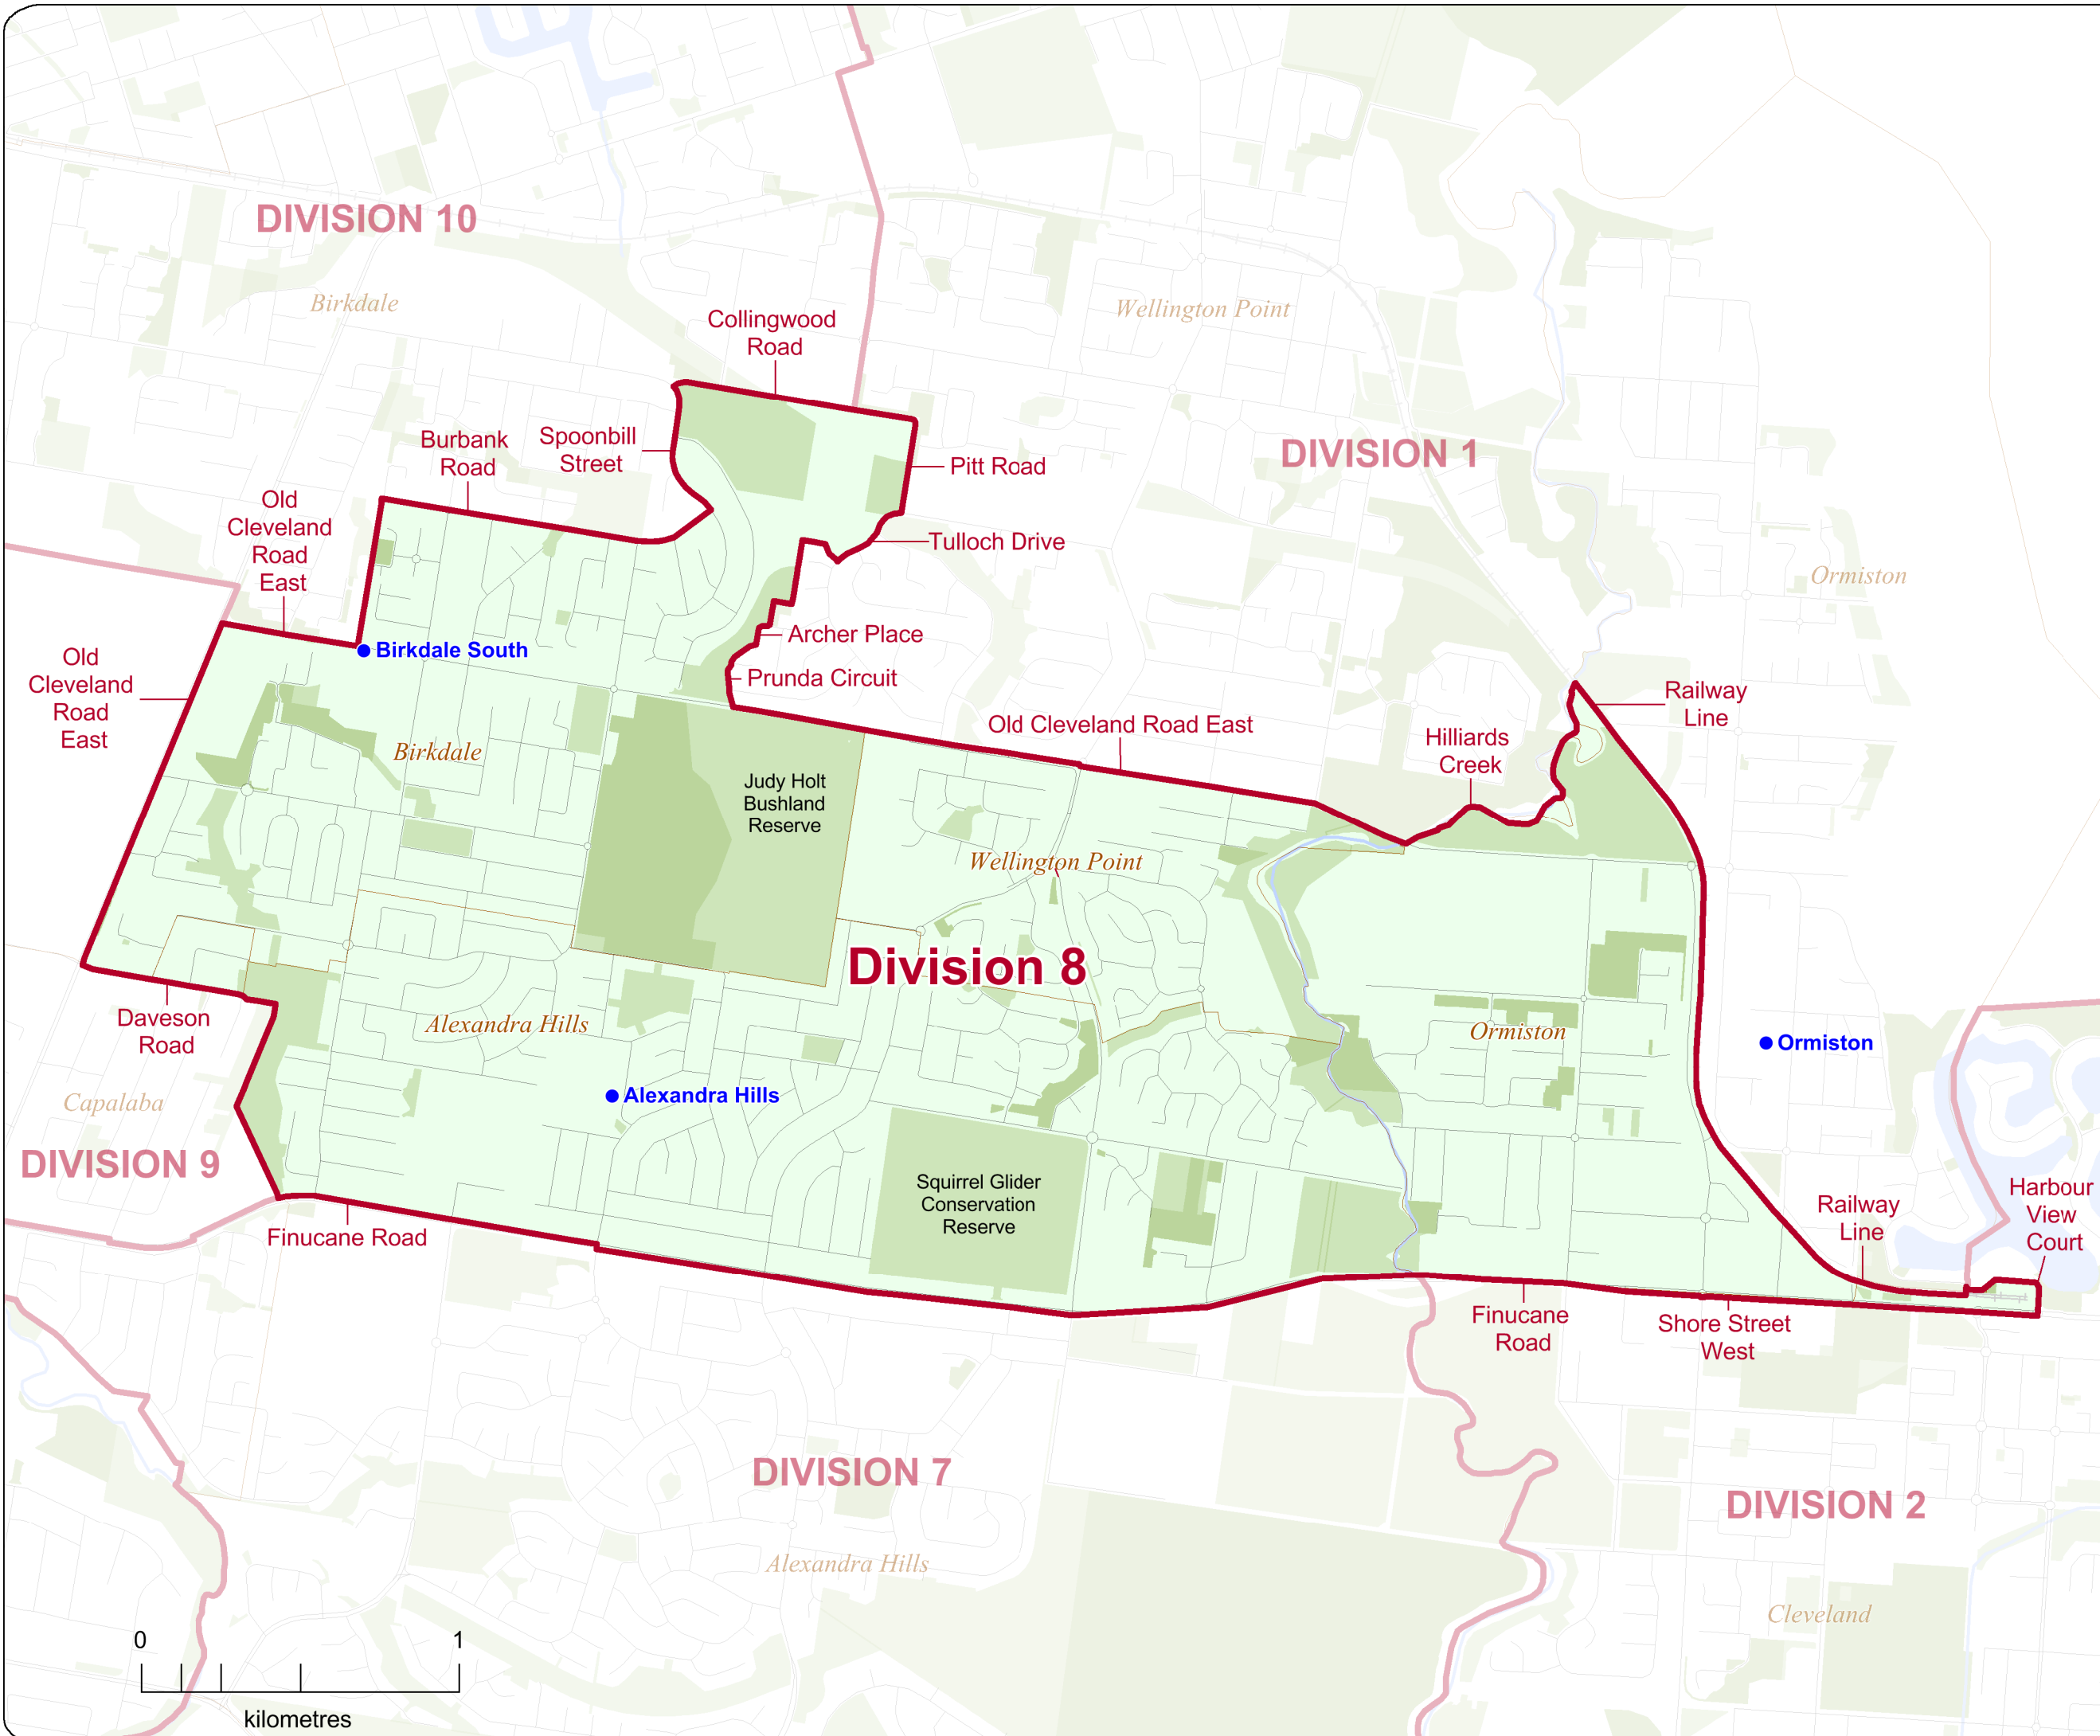 DIVISION 10
Birkdale
Wellington Point
Collingwood
Road
Burbank
Road
Spoonbill
Street
DIVISION 1
Pitt Road
Old
Cleveland
Road
East
Tulloch Drive
Ormiston
Archer Place
Birkdale South
Prunda Circuit
Old
Cleveland
Road
East
Railway
Line
Old Cleveland Road East
Hilliards
Creek
Birkdale
Judy Holt
Bushland
Reserve
Wellington Point
Division 8
Daveson
Road
Alexandra Hills
Ormiston
Ormiston
Capalaba
Alexandra Hills
DIVISION 9
Squirrel Glider
Conservation
Reserve
Railway
Line
Harbour
View
Court
Finucane Road
Finucane
Road
Shore Street
West
DIVISION 7
DIVISION 2
Alexandra Hills
Cleveland
0 1
kilometres